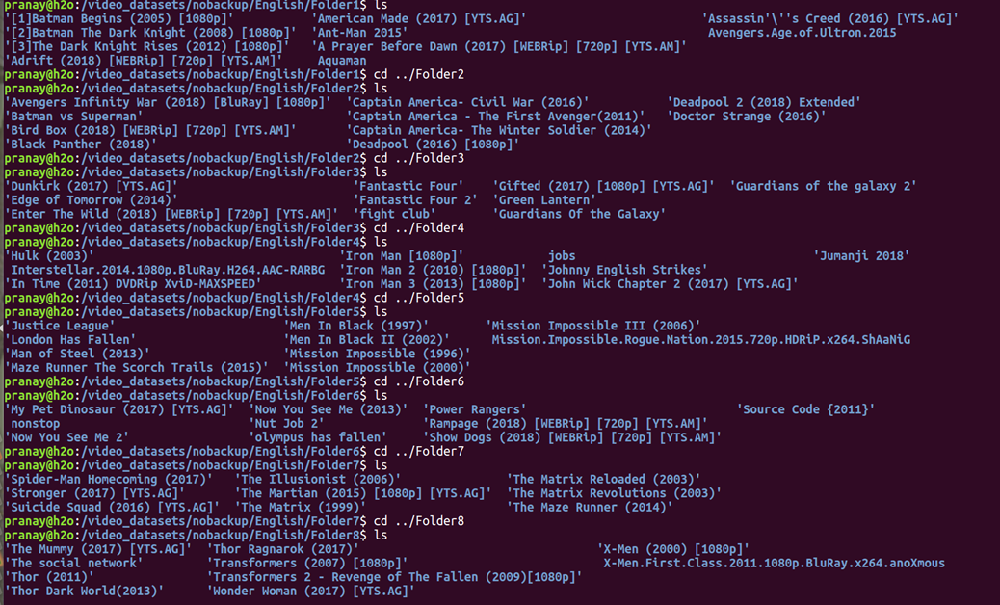 pranay@h2o:/video_datasets/nobackup/English/Folder1$ ls
'[1]Batman Begins (2005) [1080p]' 'American Made (2017) [YTS.AG]' 'Assassin'\''s Creed (2016) [YTS.AG]'
'[2]Batman The Dark Knight (2008) [1080p]' 'Ant-Man 2015' Avengers.Age.of.Ultron.2015
'[3]The Dark Knight Rises (2012) [1080p]' 'A Prayer Before Dawn (2017) [WEBRip] [720p] [YTS.AM]'
'Adrift (2018) [WEBRip] [720p] [YTS.AM]' Aquaman
pranay@h2o:/video_datasets/nobackup/English/Folder1$ cd ../Folder2
pranay@h2o:/video_datasets/nobackup/English/Folder2$ ls
'Avengers Infinity War (2018) [BluRay] [1080p]' 'Captain America- Civil War (2016)' 'Deadpool 2 (2018) Extended'
'Batman vs Superman' 'Captain America - The First Avenger(2011)' 'Doctor Strange (2016)'
'Bird Box (2018) [WEBRip] [720p] [YTS.AM]' 'Captain America- The Winter Soldier (2014)'
'Black Panther (2018)' 'Deadpool (2016) [1080p]'
pranay@h2o:/video_datasets/nobackup/English/Folder2$ cd ../Folder3
pranay@h2o:/video_datasets/nobackup/English/Folder3$ ls
'Dunkirk (2017) [YTS.AG]' 'Fantastic Four' 'Gifted (2017) [1080p] [YTS.AG]' 'Guardians of the galaxy 2'
'Edge of Tomorrow (2014)' 'Fantastic Four 2' 'Green Lantern'
'Enter The Wild (2018) [WEBRip] [720p] [YTS.AM]' 'fight club' 'Guardians Of the Galaxy'
pranay@h2o:/video_datasets/nobackup/English/Folder3$ cd ../Folder4
pranay@h2o:/video_datasets/nobackup/English/Folder4$ ls
'Hulk (2003)' 'Iron Man [1080p]' jobs 'Jumanji 2018'
Interstellar.2014.1080p.BluRay.H264.AAC-RARBG 'Iron Man 2 (2010) [1080p]' 'Johnny English Strikes'
'In Time (2011) DVDRip XviD-MAXSPEED' 'Iron Man 3 (2013) [1080p]' 'John Wick Chapter 2 (2017) [YTS.AG]'
pranay@h2o:/video_datasets/nobackup/English/Folder4$ cd ../Folder5
pranay@h2o:/video_datasets/nobackup/English/Folder5$ ls
'Justice League' 'Men In Black (1997)' 'Mission Impossible III (2006)'
'London Has Fallen' 'Men In Black II (2002)' Mission.Impossible.Rogue.Nation.2015.720p.HDRiP.x264.ShAaNiG
'Man of Steel (2013)' 'Mission Impossible (1996)'
'Maze Runner The Scorch Trails (2015)' 'Mission Impossible (2000)'
pranay@h2o:/video_datasets/nobackup/English/Folder5$ cd ../Folder6
pranay@h2o:/video_datasets/nobackup/English/Folder6$ ls
'My Pet Dinosaur (2017) [YTS.AG]' 'Now You See Me (2013)' 'Power Rangers' 'Source Code {2011}'
nonstop 'Nut Job 2' 'Rampage (2018) [WEBRip] [720p] [YTS.AM]'
'Now You See Me 2' 'olympus has fallen' 'Show Dogs (2018) [WEBRip] [720p] [YTS.AM]'
pranay@h2o:/video_datasets/nobackup/English/Folder6$ cd ../Folder7
pranay@h2o:/video_datasets/nobackup/English/Folder7$ ls
'Spider-Man Homecoming (2017)' 'The Illusionist (2006)' 'The Matrix Reloaded (2003)'
'Stronger (2017) [YTS.AG]' 'The Martian (2015) [1080p] [YTS.AG]' 'The Matrix Revolutions (2003)'
'Suicide Squad (2016) [YTS.AG]' 'The Matrix (1999)' 'The Maze Runner (2014)'
pranay@h2o:/video_datasets/nobackup/English/Folder7$ cd ../Folder8
pranay@h2o:/video_datasets/nobackup/English/Folder8$ ls
'The Mummy (2017) [YTS.AG]' 'Thor Ragnarok (2017)' 'X-Men (2000) [1080p]'
'The social network' 'Transformers (2007) [1080p]' X-Men.First.Class.2011.1080p.BluRay.x264.anoXmous
'Thor (2011)' 'Transformers 2 - Revenge of The Fallen (2009)[1080p]'
'Thor Dark World(2013)' 'Wonder Woman (2017) [YTS.AG]'